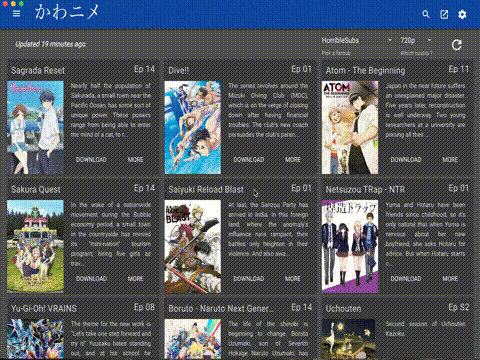 かわニメ
Updated 19 minutes ago.
HorribleSubs
720p
Pick a fansub
Which quality ?
Sagrada Reset
Ep 14
Nearly half the population of
Sakurada, a small town near the
Pacific Ocean, has some sort of
unique power. These powers
range from being able to enter
the mind of a cat, to r...
DOWNLOAD
MORE
Dive!!
Ep 01
The series revolves around the
Mizuki Diving Club (MDC),
which is on the verge of closing
down after having financial
troubles. The club's new coach
persuades the club's paren...
DOWNLOAD
MORE
Atom - The Beginning
Ep 11
Japan in the near future suffers
an unexplained major disaster.
Five years later, reconstruction
is well underway. Two young
researchers at a university are
pinning all their ...
DOWNLOAD
MORE
Sakura Quest
Ep 14
In the wake of a nationwide
movement during the Bubble
economy period, a small town
in the countryside has revived
its "mini-nation" tourism
program; living five girls as
trav...
DOWNLOAD
MORE
Saiyuki Reload Blast
Ep 01
At last, the Sanzou Party has
arrived in India. In this foreign
land, where the anomaly's
influence runs rampant, their
battles only heighten in their
violence. And also awa...
DOWNLOAD
MORE
Netsuzou TRap - NTR
Ep 01
Yuma and Hotaru have been
friends since childhood, so it's
only natural that when Yuma is
nervous about her new
boyfriend, she asks Hotaru for
advice. But when Hotaru starts
c...
DOWNLOAD
MORE
Yu-Gi-Oh! VRAINS
Ep 08
The theme for the new work is
"Let's take one step forward and
try it!" Yuusaku hates standing
out, and at his school he
Boruto - Naruto Next Gener...
Ep 14
The life of the shinobi is
beginning to change. Boruto
Uzumaki, son of Seventh
Hokage Naruto Uzumaki, has
Uchouten
Ep S2
Second season of Uchouten
Kazoku